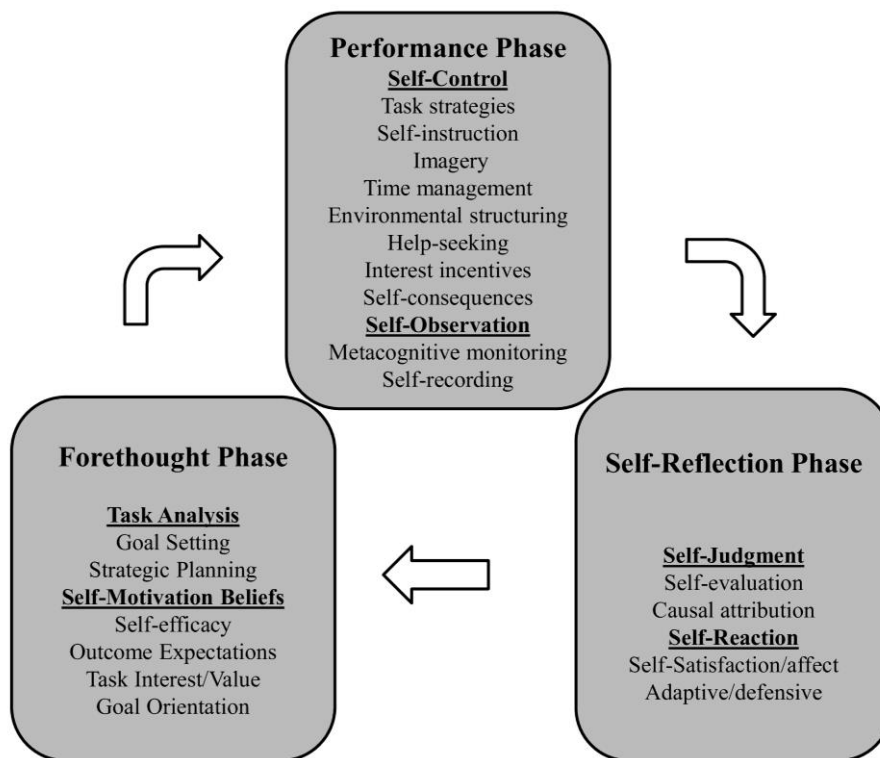 Performance Phase
Self-Control
Task strategies
Self-instruction
Imagery
Time management
Environmental structuring
Help-seeking
Interest incentives
Self-consequences
Self-Observation
Metacognitive monitoring
Self-recording
Forethought Phase
Task Analysis
Goal Setting
Strategic Planning
Self-Motivation Beliefs
Self-efficacy
Outcome Expectations
Task Interest/Value
Goal Orientation
Self-Reflection Phase
Self-Judgment
Self-evaluation
Causal attribution
Self-Reaction
Self-Satisfaction/affect
Adaptive/defensive